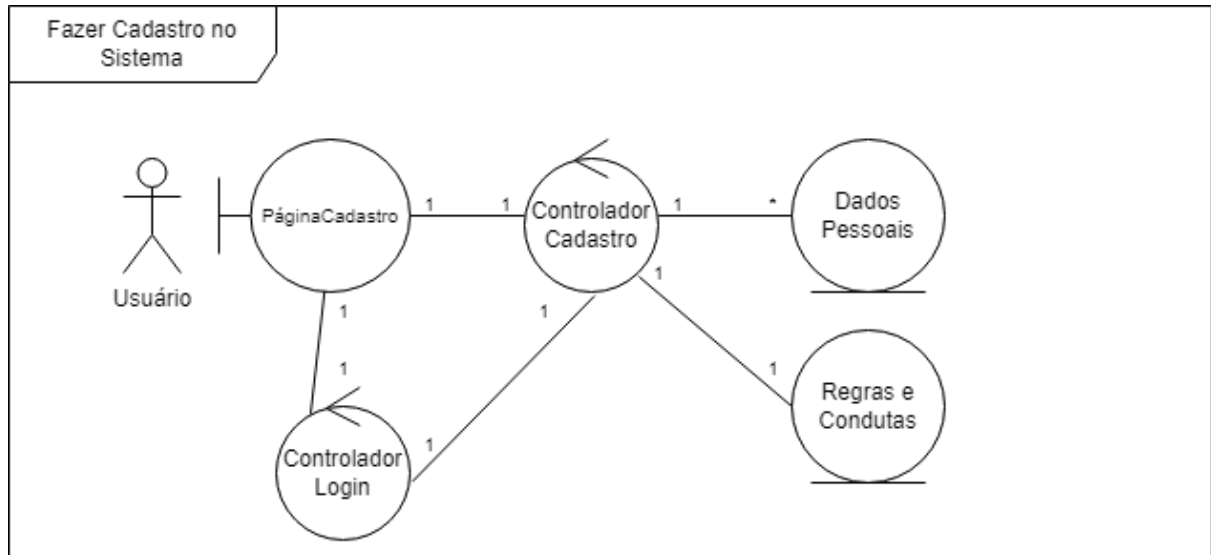 Fazer Cadastro no
Sistema
Usuário
PáginaCadastro
1
1
Controlador
Cadastro
1
*
Dados
Pessoais
1
1
1
1
1
1
Regras e
Condutas
Controlador
Login